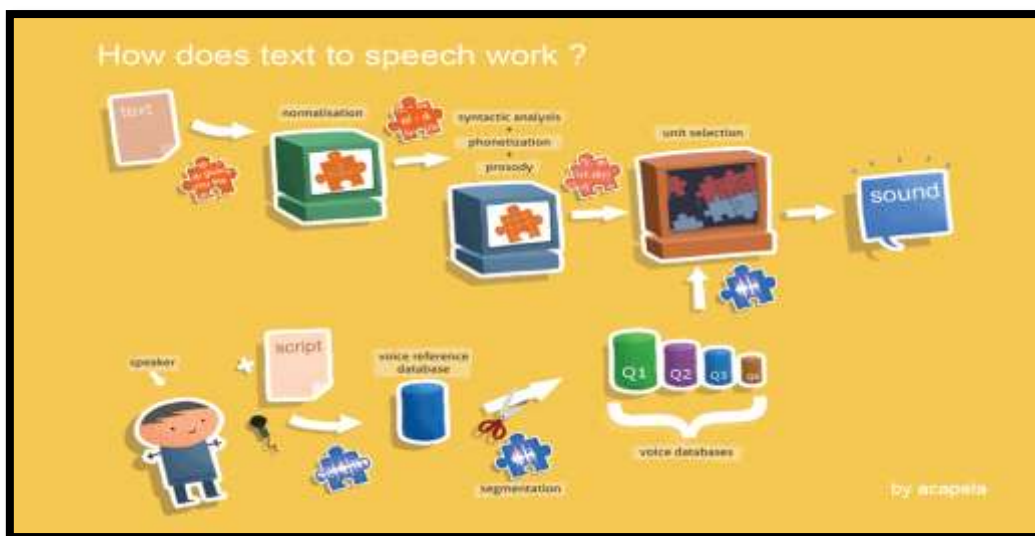 How does text to speech work ?
text
normalisation
syntactic analysis
+
phonetization
+
prosody
unit selection
sound
speaker
script
voice reference
database
segmentation
Q1
Q2
Q3
voice databases
by acapela